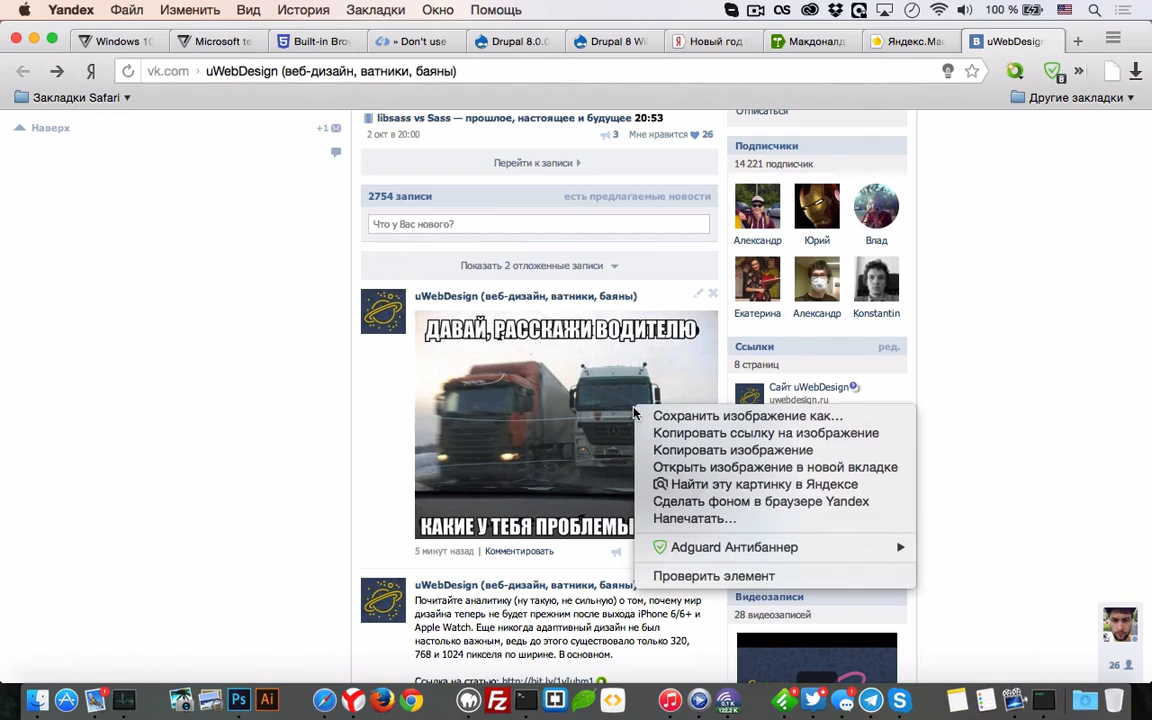 Yandex Файл Изменить Вид История Закладки Окно Помощь 100 %
Windows 10 Microsoft te Built-in Bro » Don't use Drupal 8.0. Drupal 8 Wi Новый год Макдоналд Яндекс.Мас uWebDesign
vk.com › uWebDesign (веб-дизайн, ватники, баяны)
8
Закладки Safari
Другие закладки
Наверх
+1
libsass vs Sass — прошлое, настоящее и будущее 20:53
2 окт в 20:00
3 Мне нравится 26
Перейти к записи
2754 записи
есть предлагаемые новости
Что у Вас нового?
Показать 2 отложенные записи
uWebDesign (веб-дизайн, ватники, баяны)
ДАВАЙ, РАССКАЖИ ВОДИТЕЛЮ
КАКИЕ У ТЕБЯ ПРОБЛЕМЫ
5 минут назад | Комментировать
uWebDesign (веб-дизайн, ватники, баяны)
Почитайте аналитику (ну такую, не сильную) о том, почему мир
дизайна теперь не будет прежним после выхода iPhone 6/6+ и
Apple Watch. Еще никогда адаптивный дизайн не был
настолько важным, ведь до этого существовало только 320,
768 и 1024 пикселя по ширине. В основном.
Ссылка на статью:
Отписаться
Подписчики
14 221 подписчик
Александр Юрий Влад
Екатерина Александр Konstantin
Ссылки
ред.
8 страниц
Сайт uWebDesign
uwebdesign.ru
Сохранить изображение как...
Копировать ссылку на изображение
Копировать изображение
Открыть изображение в новой вкладке
Найти эту картинку в Яндексе
Сделать фоном в браузере Yandex
Напечатать...
Adguard Антибаннер
Проверить элемент
Видеозаписи
28 видеозаписей
26